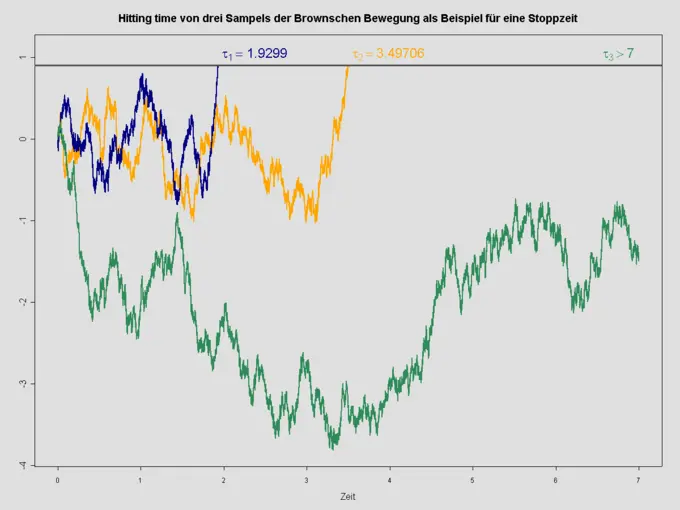 Hitting time von drei Sampels der Brownschen Bewegung als Beispiel für eine Stoppzeit
τ1 = 1.9299 τ2 = 3.49706 τ3 > 7
1
0
-1
-2
-3
-4
0 1 2 3 4 5 6 7
Zeit